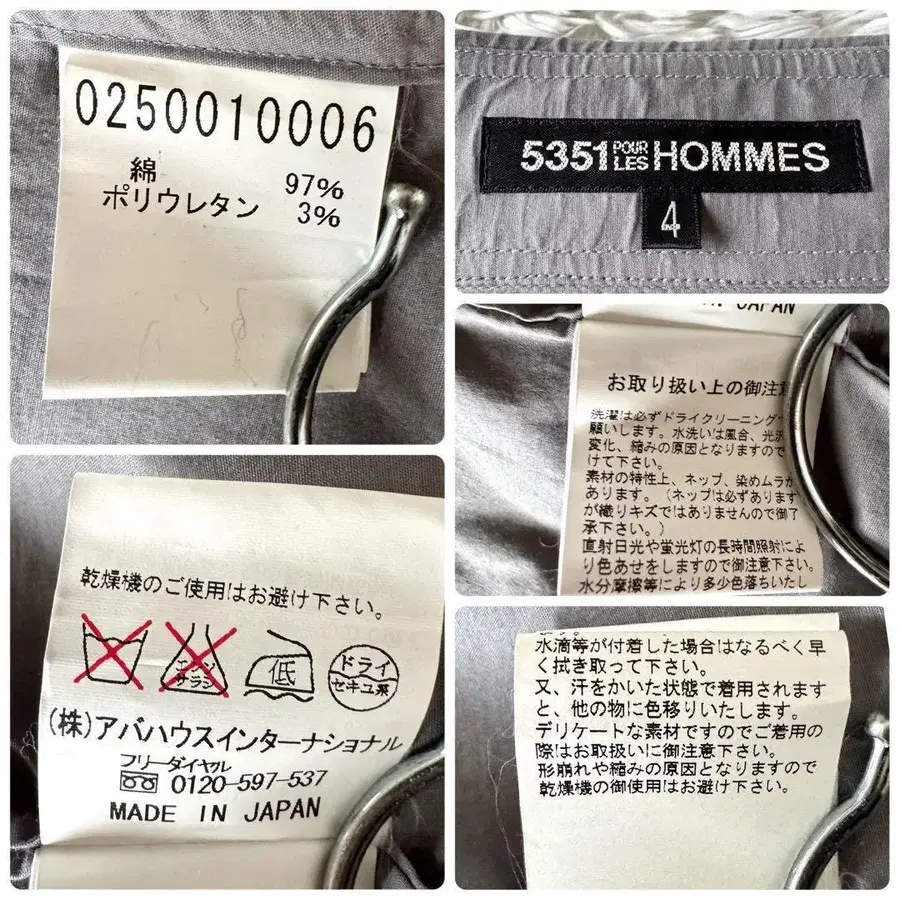 0250010006
綿 97%
ポリウレタン 3%
5351 POUR LES HOMMES
4
IN JAPAN
お取り扱い上の御注意
洗濯は必ずドライクリーニングで
願いします。水洗いは風合、光沢
変化、縮みの原因となりますので
けて下さい。
素材の特性上、ネップ、染めムラが
あります。(ネップは必ずあります
が織りキズではありませんので御了
承下さい。)
直射日光や蛍光灯の長時間照射によ
り色あせをしますので御注意下さい。
水分摩擦等により多少色落ちいたし
乾燥機のご使用はお避け下さい。
エンソ
サラシ
低
ドライ
セキユ系
(株)アバハウスインターナショナル
フリーダイヤル
0120-597-537
MADE IN JAPAN
ます。
水滴等が付着した場合はなるべく早
く拭き取って下さい。
又、汗をかいた状態で着用されます
と、他の物に色移りいたします。
デリケートな素材ですのでご着用の
際はお取扱いに御注意下さい。
形崩れや縮みの原因となりますので
乾燥機の御使用はお避け下さい。